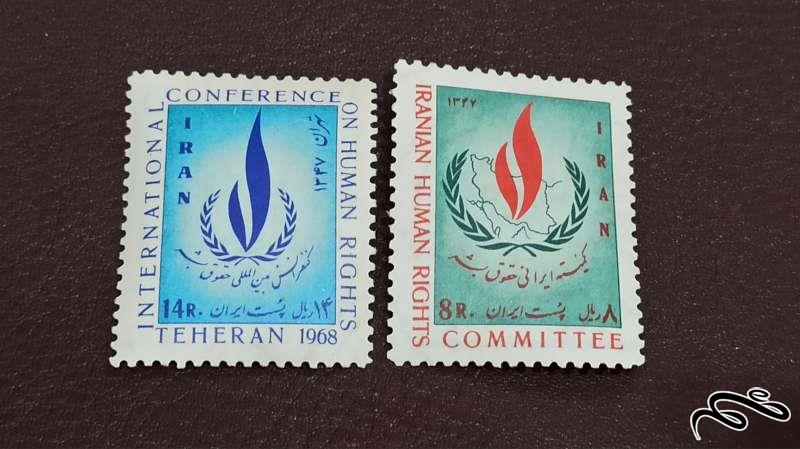 INTERNATIONAL
CONFERENCE
ON HUMAN RIGHTS
TEHERAN 1968
IRAN
تهران ۱۳۴۷
کنفرانس بین‌المللی حقوق بشر
14R. پست ایران ۱۴ ریال
IRANIAN HUMAN RIGHTS
COMMITTEE
۱۳۴۷
IRAN
کمیته ایرانی حقوق بشر
8R. پست ایران ۸ ریال